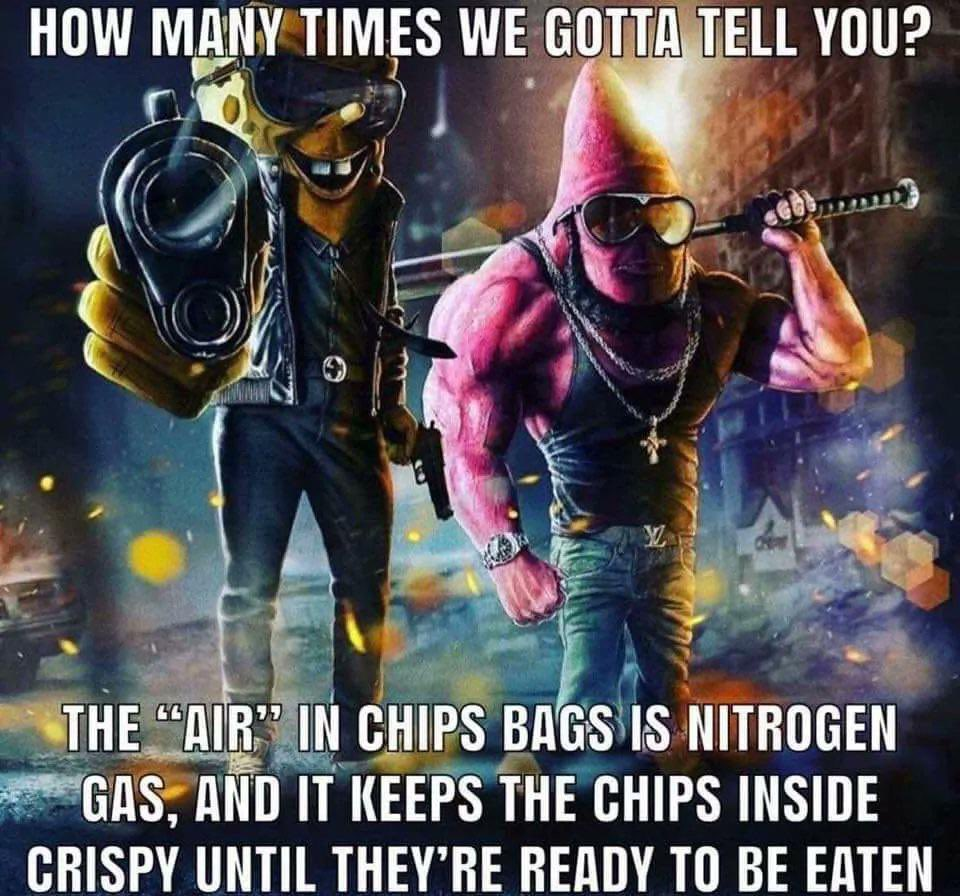 HOW MANY TIMES WE GOTTA TELL YOU?
THE “AIR” IN CHIPS BAGS IS NITROGEN
GAS, AND IT KEEPS THE CHIPS INSIDE
CRISPY UNTIL THEY’RE READY TO BE EATEN